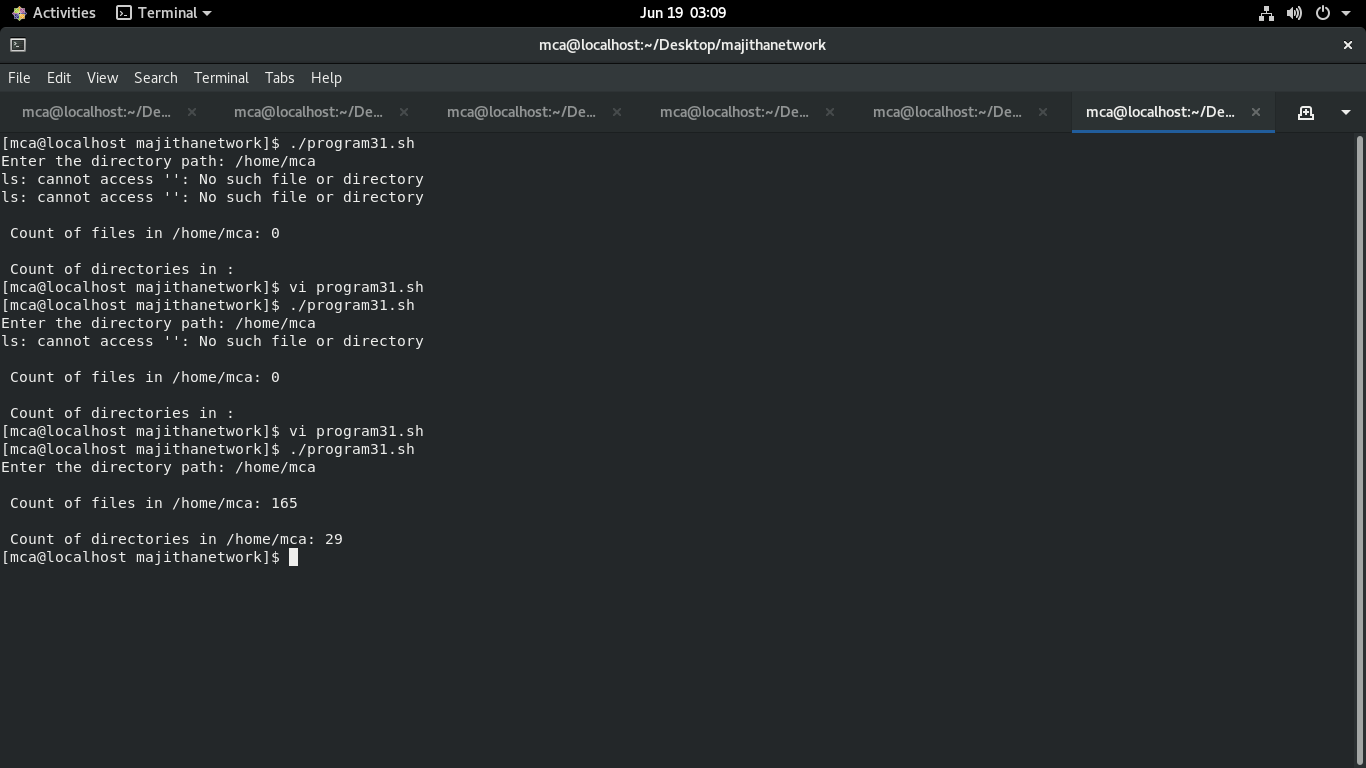 Activities Terminal Jun 19 03:09
mca@localhost:~/Desktop/majithanetwork
File Edit View Search Terminal Tabs Help
mca@localhost:~/De... mca@localhost:~/De... mca@localhost:~/De... mca@localhost:~/De... mca@localhost:~/De... mca@localhost:~/De...
[mca@localhost majithanetwork]$ ./program31.sh
Enter the directory path: /home/mca
ls: cannot access '': No such file or directory
ls: cannot access '': No such file or directory
Count of files in /home/mca: 0
Count of directories in :
[mca@localhost majithanetwork]$ vi program31.sh
[mca@localhost majithanetwork]$ ./program31.sh
Enter the directory path: /home/mca
ls: cannot access '': No such file or directory
Count of files in /home/mca: 0
Count of directories in :
[mca@localhost majithanetwork]$ vi program31.sh
[mca@localhost majithanetwork]$ ./program31.sh
Enter the directory path: /home/mca
Count of files in /home/mca: 165
Count of directories in /home/mca: 29
[mca@localhost majithanetwork]$